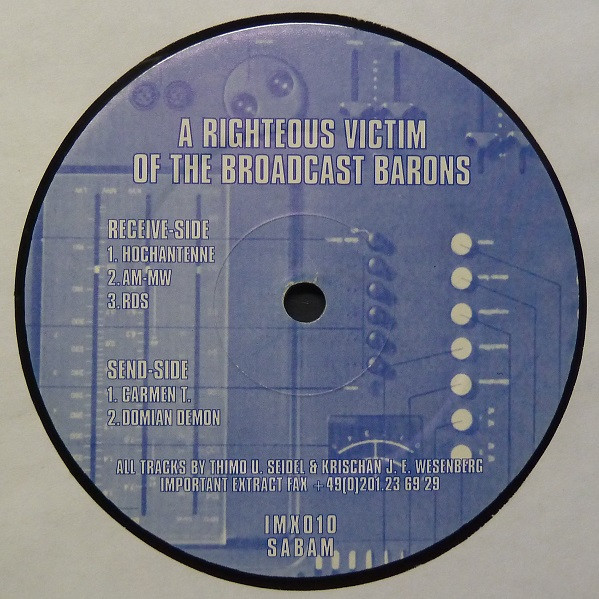 A RIGHTEOUS VICTIM
OF THE BROADCAST BARONS
RECEIVE-SIDE
1. HOCHANTENNE
2. AM-MW
3. RDS
SEND-SIDE
1. CARMEN T.
2. DOMIAN DEMON
ALL TRACKS BY THIMO U. SEIDEL & KRISCHAN J. E. WESENBERG
IMPORTANT EXTRACT FAX +49(0)201.23 69 29
IMX010
SABAM